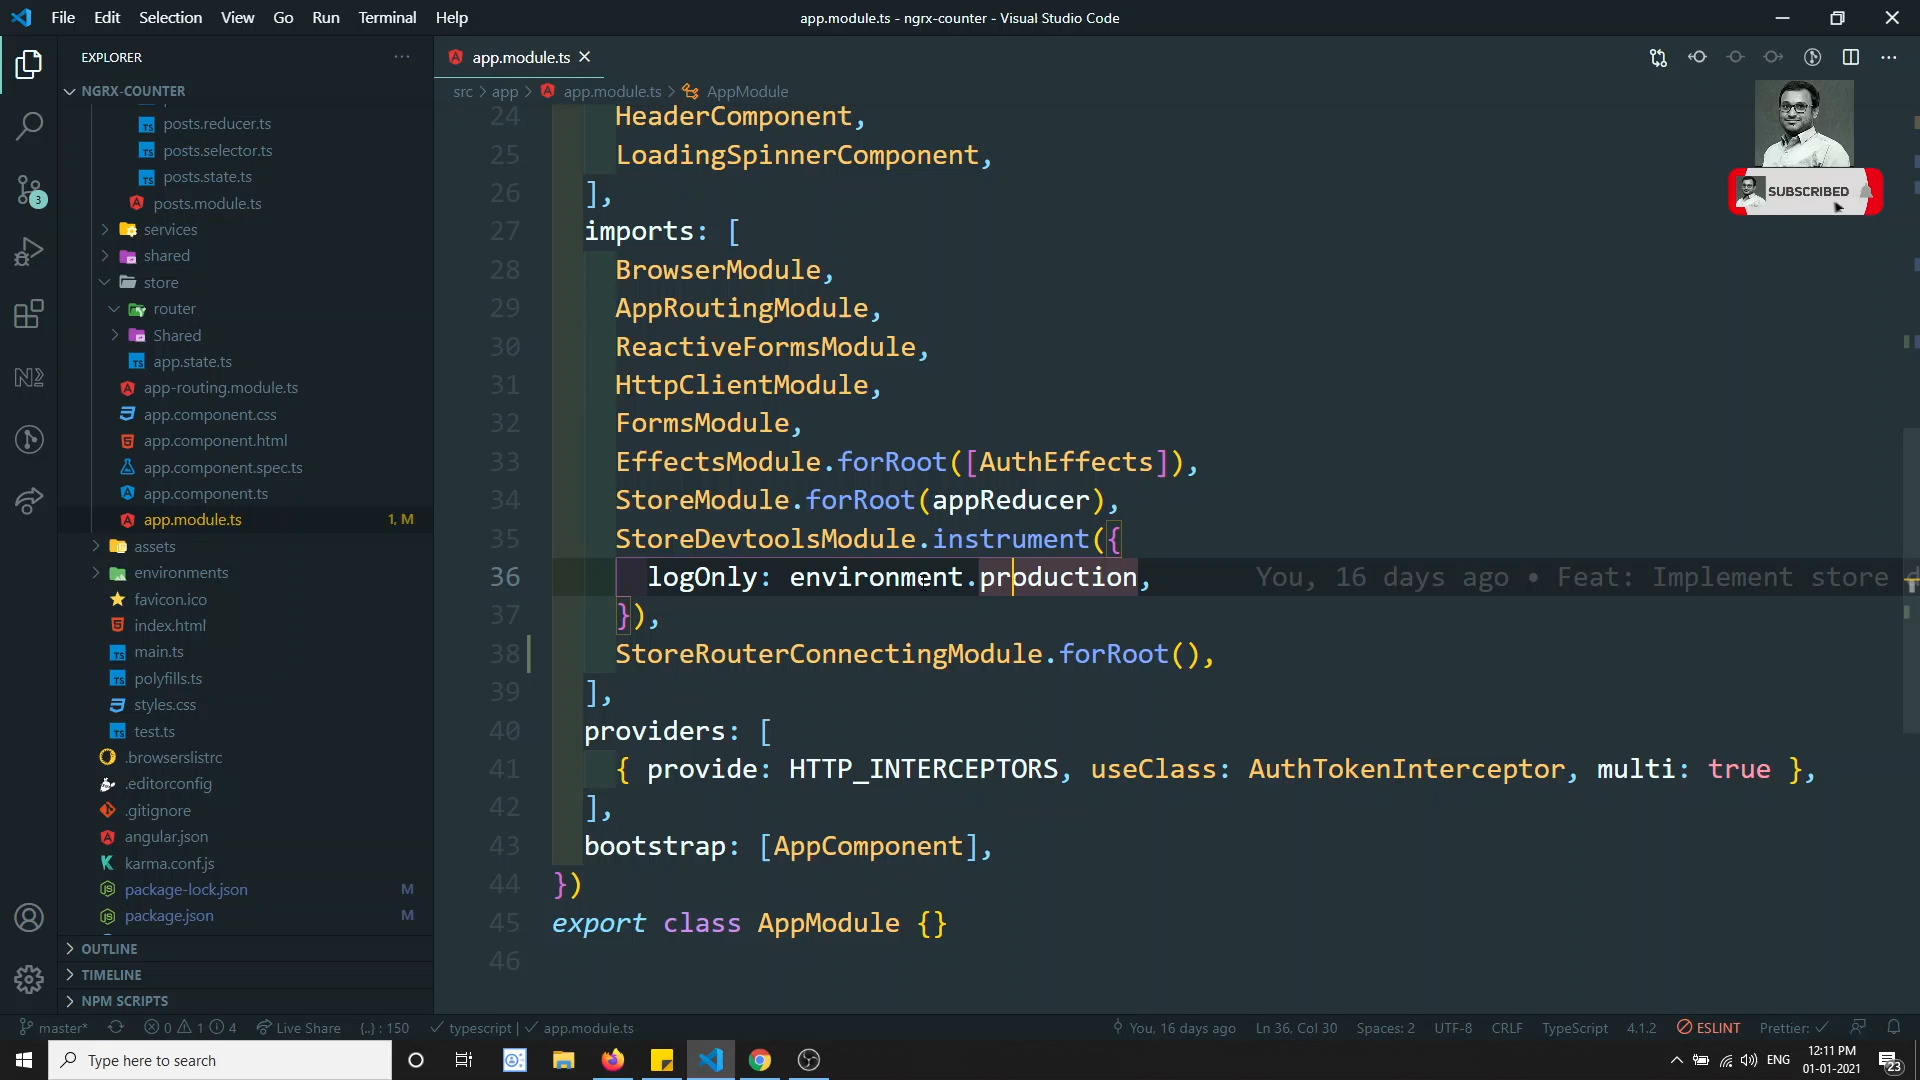 File Edit Selection View Go Run Terminal Help
app.module.ts - ngrx-counter - Visual Studio Code
EXPLORER
NGRX-COUNTER
posts.reducer.ts
posts.selector.ts
posts.state.ts
posts.module.ts
services
shared
store
router
Shared
app.state.ts
app-routing.module.ts
app.component.css
app.component.html
app.component.spec.ts
app.component.ts
app.module.ts 1, M
assets
environments
favicon.ico
index.html
main.ts
polyfills.ts
styles.css
test.ts
.browserslistrc
.editorconfig
.gitignore
angular.json
karma.conf.js
package-lock.json M
package.json M
OUTLINE
TIMELINE
NPM SCRIPTS
3
app.module.ts
src > app > app.module.ts > AppModule
SUBSCRIBED
24 HeaderComponent,
25 LoadingSpinnerComponent,
26 ],
27 imports: [
28 BrowserModule,
29 AppRoutingModule,
30 ReactiveFormsModule,
31 HttpClientModule,
32 FormsModule,
33 EffectsModule.forRoot([AuthEffects]),
34 StoreModule.forRoot(appReducer),
35 StoreDevtoolsModule.instrument({
36 logOnly: environment.production, You, 16 days ago • Feat: Implement store d
37 }),
38 StoreRouterConnectingModule.forRoot(),
39 ],
40 providers: [
41 { provide: HTTP_INTERCEPTORS, useClass: AuthTokenInterceptor, multi: true },
42 ],
43 bootstrap: [AppComponent],
44 })
45 export class AppModule {}
46
master* 0 1 4 Live Share {..} : 150 typescript | app.module.ts You, 16 days ago Ln 36, Col 30 Spaces: 2 UTF-8 CRLF TypeScript 4.1.2 ESLINT Prettier:
Type here to search
ENG
12:11 PM
01-01-2021
23